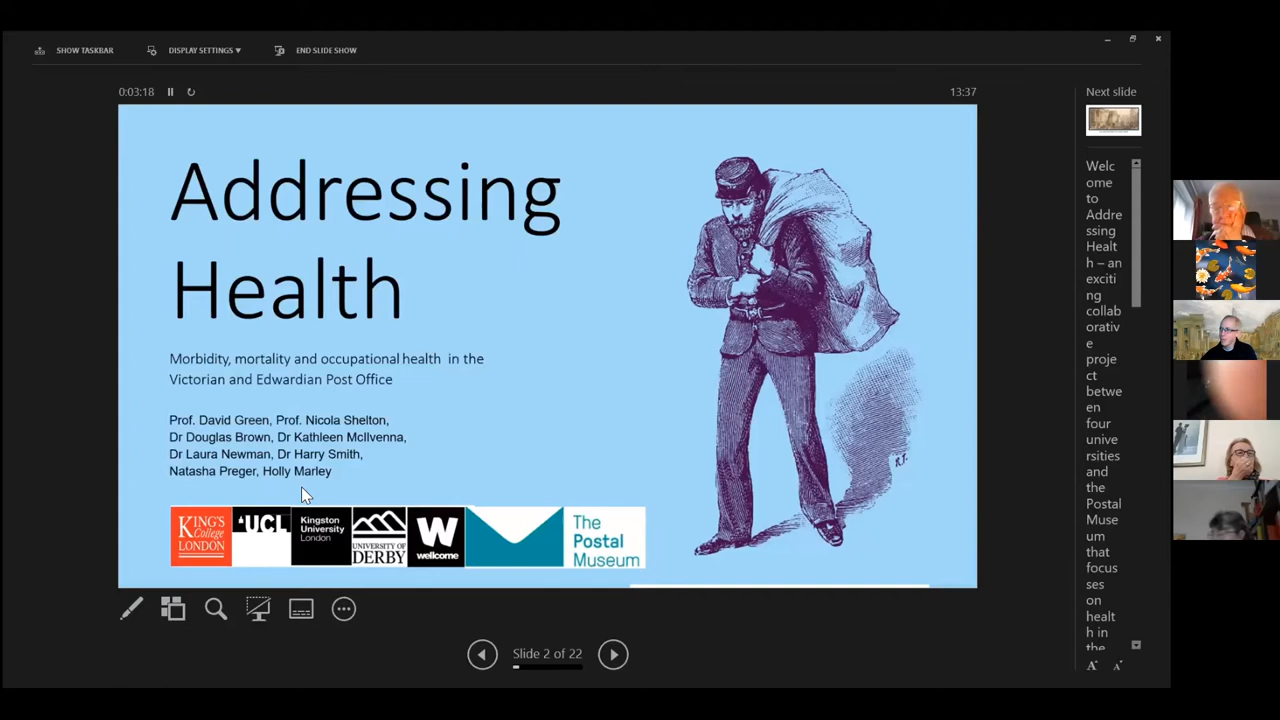 SHOW TASKBAR
DISPLAY SETTINGS ▾
END SLIDE SHOW
0:03:18
13:37
Next slide
Addressing
Health
Morbidity, mortality and occupational health in the
Victorian and Edwardian Post Office
Prof. David Green, Prof. Nicola Shelton,
Dr Douglas Brown, Dr Kathleen McIlvenna,
Dr Laura Newman, Dr Harry Smith,
Natasha Preger, Holly Marley
R.T.
KING'S
College
LONDON
UCL
Kingston
University
London
UNIVERSITY
OF DERBY
W
wellcome
The
Postal
Museum
Slide 2 of 22
Welc
ome
to
Addre
ssing
Healt
h – an
exciti
ng
collab
orativ
e
proje
ct
betwe
en
four
unive
rsities
and
the
Postal
Muse
um
that
focus
ses
on
healt
h in
the
A A